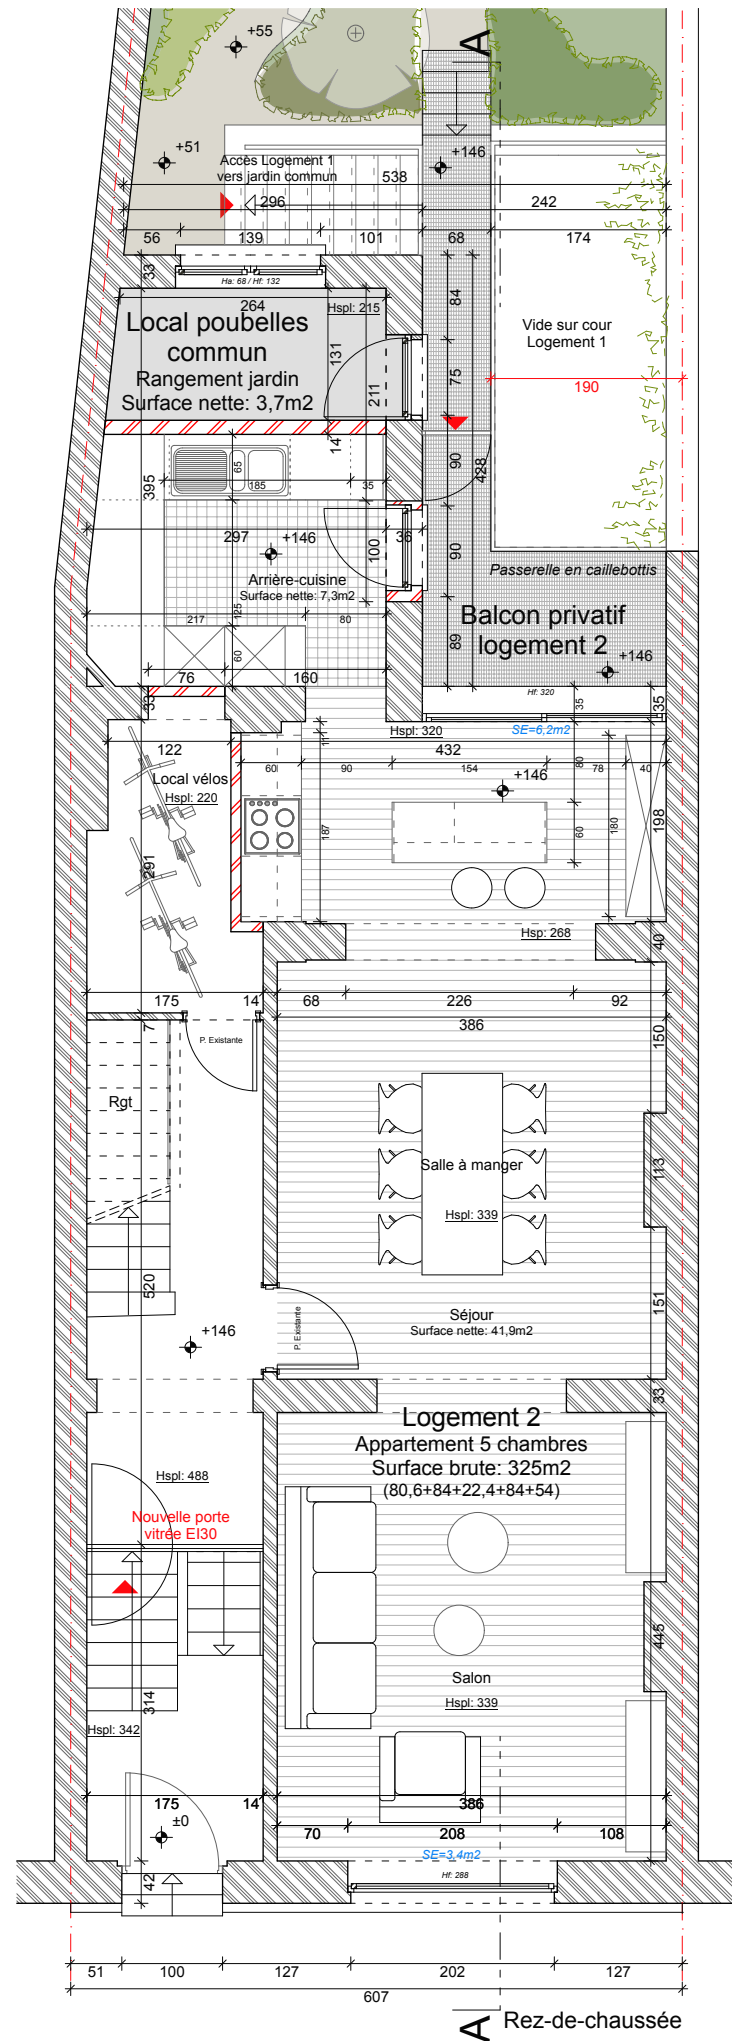 +55
A
+51
Accès Logement 1
vers jardin commun
+146
538
296
242
56
139
101
68
174
33
Ha: 68 / Hf: 132
264
Hspl: 215
84
Local poubelles
commun
Rangement jardin
Surface nette: 3,7m2
131
211
75
Vide sur cour
Logement 1
190
14
90
428
395
65
185
35
297
+146
100
36
90
Arrière-cuisine
Surface nette: 7,3m2
Passerelle en caillebottis
Balcon privatif
logement 2
217
125
80
89
+146
60
76
160
Hf: 320
33
35
35
Hspl: 320
SE=6,2m2
122
11
432
Local vélos
Hspl: 220
60
90
154
78
40
80
+146
187
60
180
198
291
Hsp: 268
40
175
14
68
226
92
386
7
P. Existante
150
Rgt
Salle à manger
113
Hspl: 339
520
151
Séjour
Surface nette: 41,9m2
P. Existante
+146
33
Logement 2
Appartement 5 chambres
Surface brute: 325m2
(80,6+84+22,4+84+54)
Hspl: 488
Nouvelle porte
vitrée EI30
445
Salon
Hspl: 339
314
Hspl: 342
175
14
386
±0
70
208
108
SE=3,4m2
Hf: 288
42
51
100
127
202
127
607
A
Rez-de-chaussée